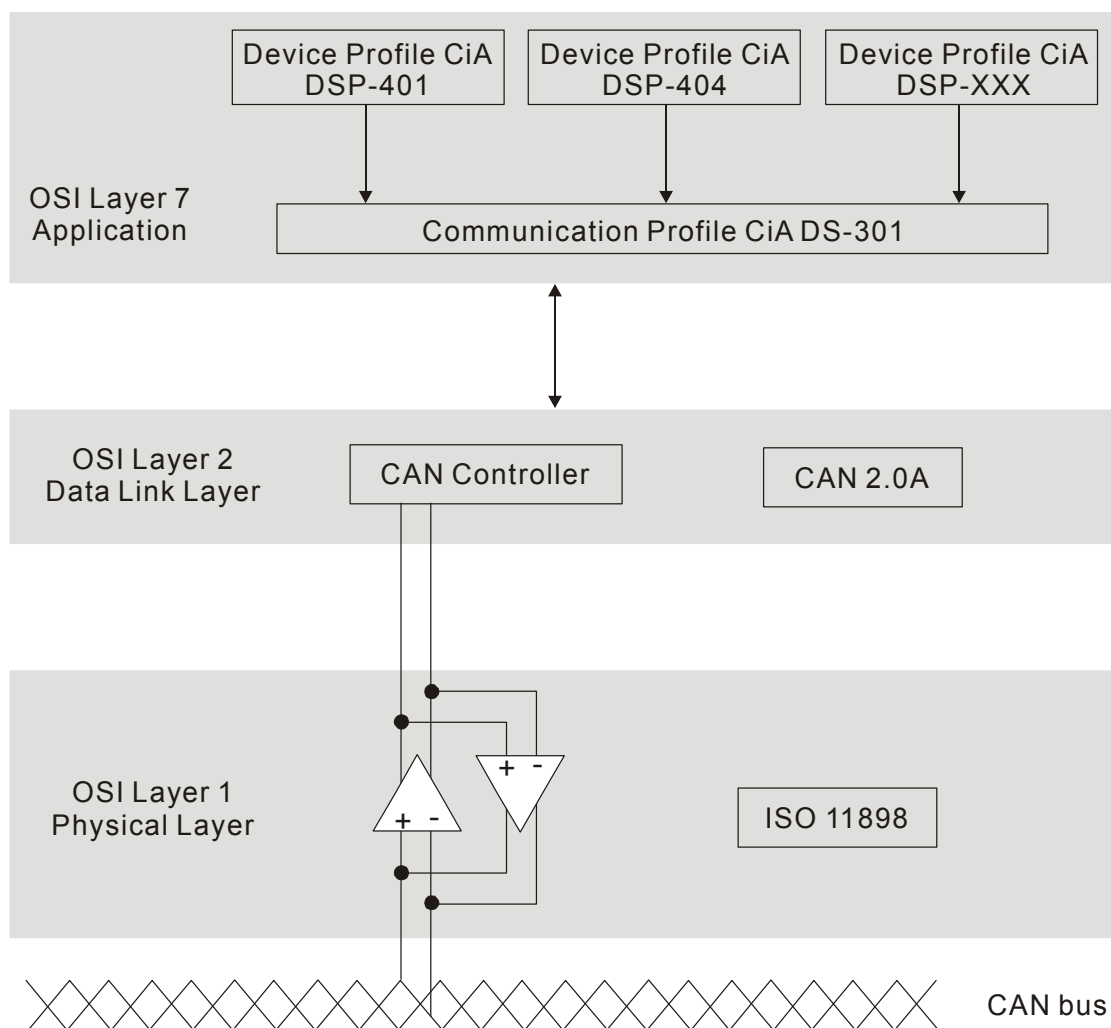 Device Profile CiA
DSP-401
Device Profile CiA
DSP-404
Device Profile CiA
DSP-XXX
OSI Layer 7
Application
Communication Profile CiA DS-301
OSI Layer 2
Data Link Layer
CAN Controller
CAN 2.0A
OSI Layer 1
Physical Layer
+ -
+ -
ISO 11898
CAN bus